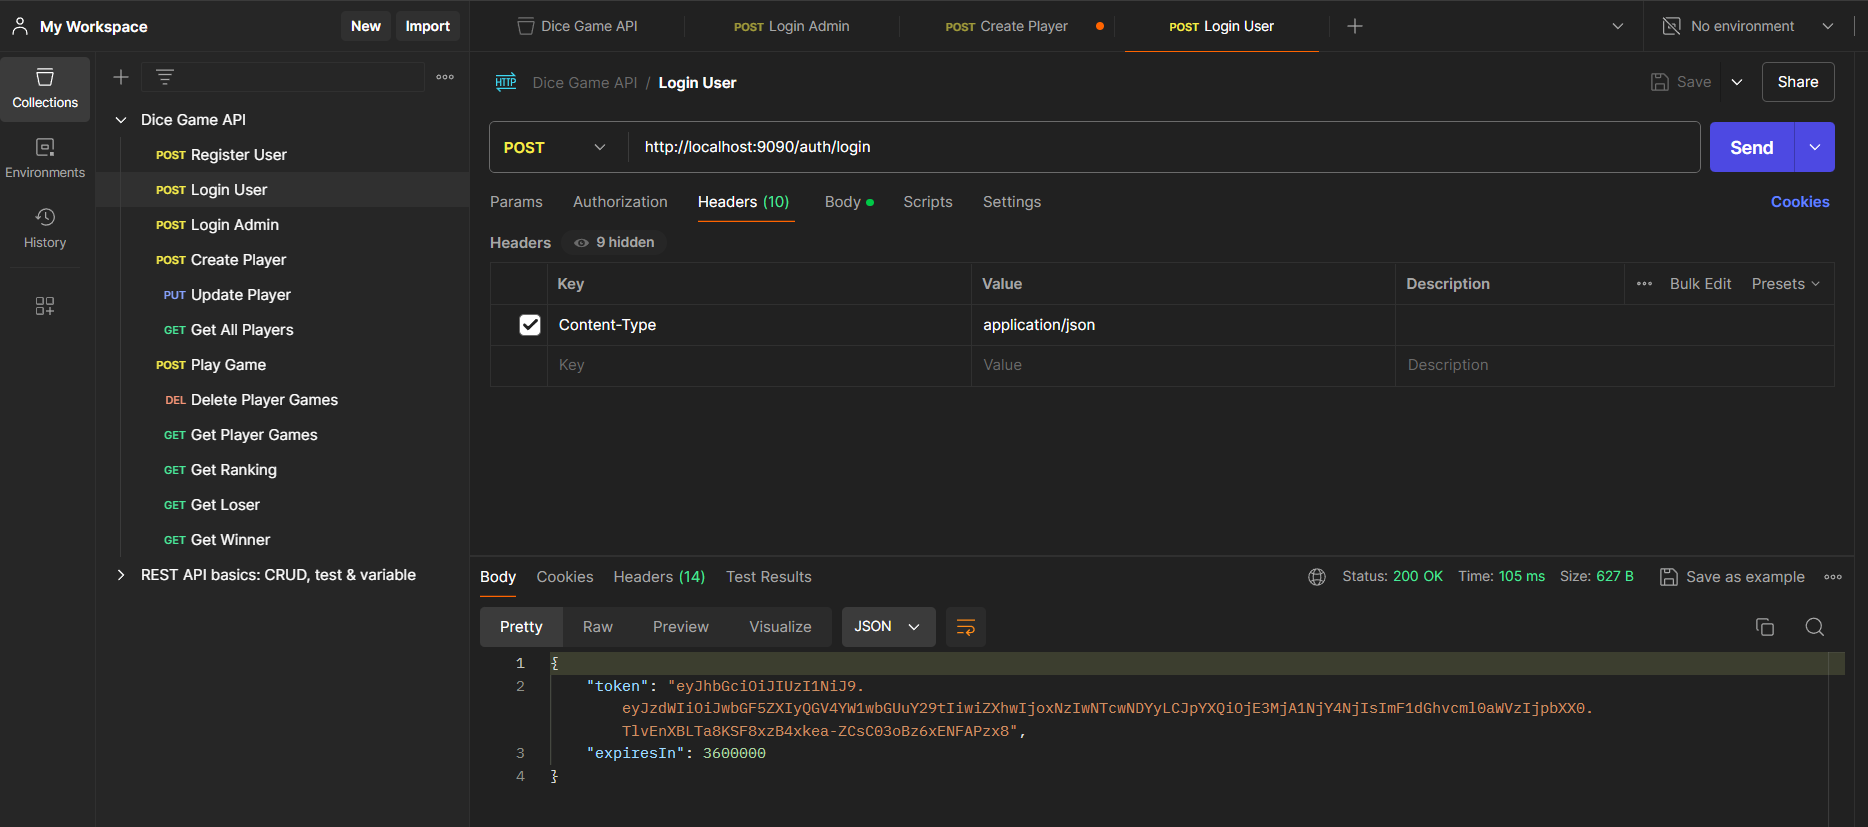 My Workspace
New
Import
Dice Game API
POST Login Admin
POST Create Player
POST Login User
No environment
Collections
Environments
History
Dice Game API
POST Register User
POST Login User
POST Login Admin
POST Create Player
PUT Update Player
GET Get All Players
POST Play Game
DEL Delete Player Games
GET Get Player Games
GET Get Ranking
GET Get Loser
GET Get Winner
REST API basics: CRUD, test & variable
HTTP Dice Game API / Login User
Save
Share
POST
http://localhost:9090/auth/login
Send
Params Authorization Headers (10) Body Scripts Settings
Cookies
Headers 9 hidden
Key Value Description Bulk Edit Presets
Content-Type application/json
Key Value Description
Body Cookies Headers (14) Test Results
Status: 200 OK Time: 105 ms Size: 627 B Save as example
Pretty Raw Preview Visualize JSON
1 {
2 "token": "eyJhbGciOiJIUzI1NiJ9.
eyJzdWIiOiJwbGF5ZXIyQGV4YW1wbGUuY29tIiwiZXhwIjoxNzIwNTcwNDYyLCJpYXQiOjE3MjA1NjY4NjIsImF1dGhvcml0aWVzIjpbXX0.
TlvEnXBLTa8KSF8xzB4xkea-ZCsC03oBz6xENFAPzx8",
3 "expiresIn": 3600000
4 }